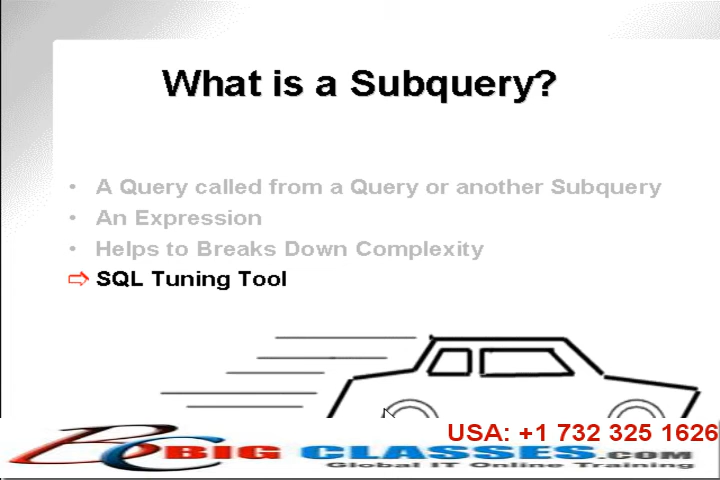 What is a Subquery?
• A Query called from a Query or another Subquery
• An Expression
• Helps to Breaks Down Complexity
⇨ SQL Tuning Tool
USA: +1 732 325 1626
BC BIG CLASSES.COM
Global IT Online Training